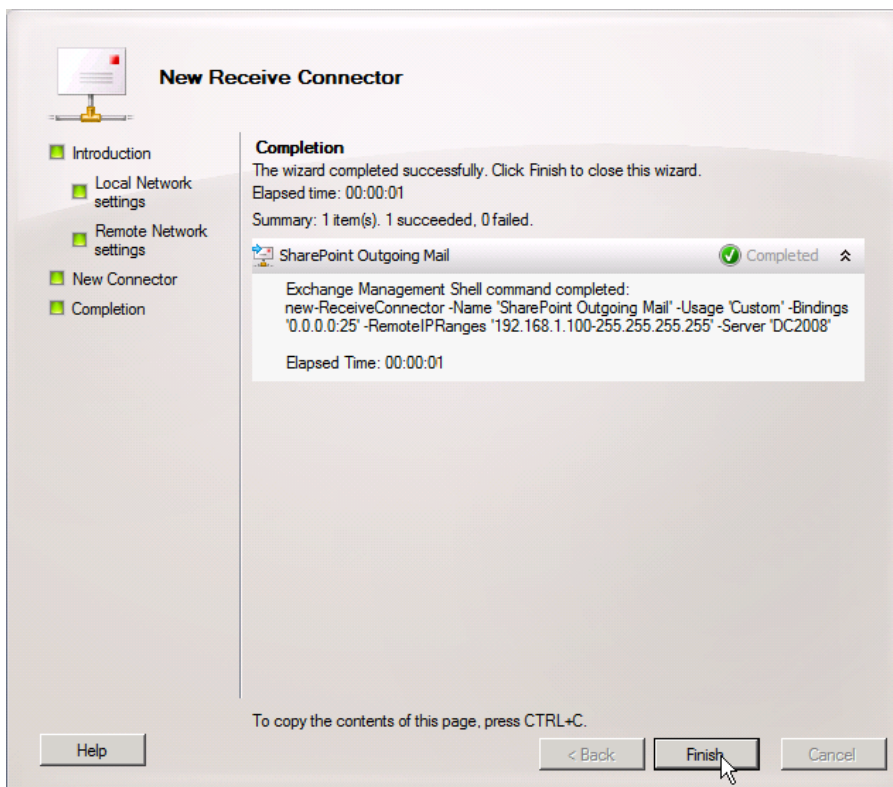 New Receive Connector
Introduction
Local Network
settings
Remote Network
settings
New Connector
Completion
Completion
The wizard completed successfully. Click Finish to close this wizard.
Elapsed time: 00:00:01
Summary: 1 item(s). 1 succeeded, 0 failed.
SharePoint Outgoing Mail
Completed
Exchange Management Shell command completed:
new-ReceiveConnector -Name 'SharePoint Outgoing Mail' -Usage 'Custom' -Bindings
'0.0.0.0:25' -RemoteIPRanges '192.168.1.100-255.255.255.255' -Server 'DC2008'
Elapsed Time: 00:00:01
To copy the contents of this page, press CTRL+C.
Help
< Back
Finish
Cancel